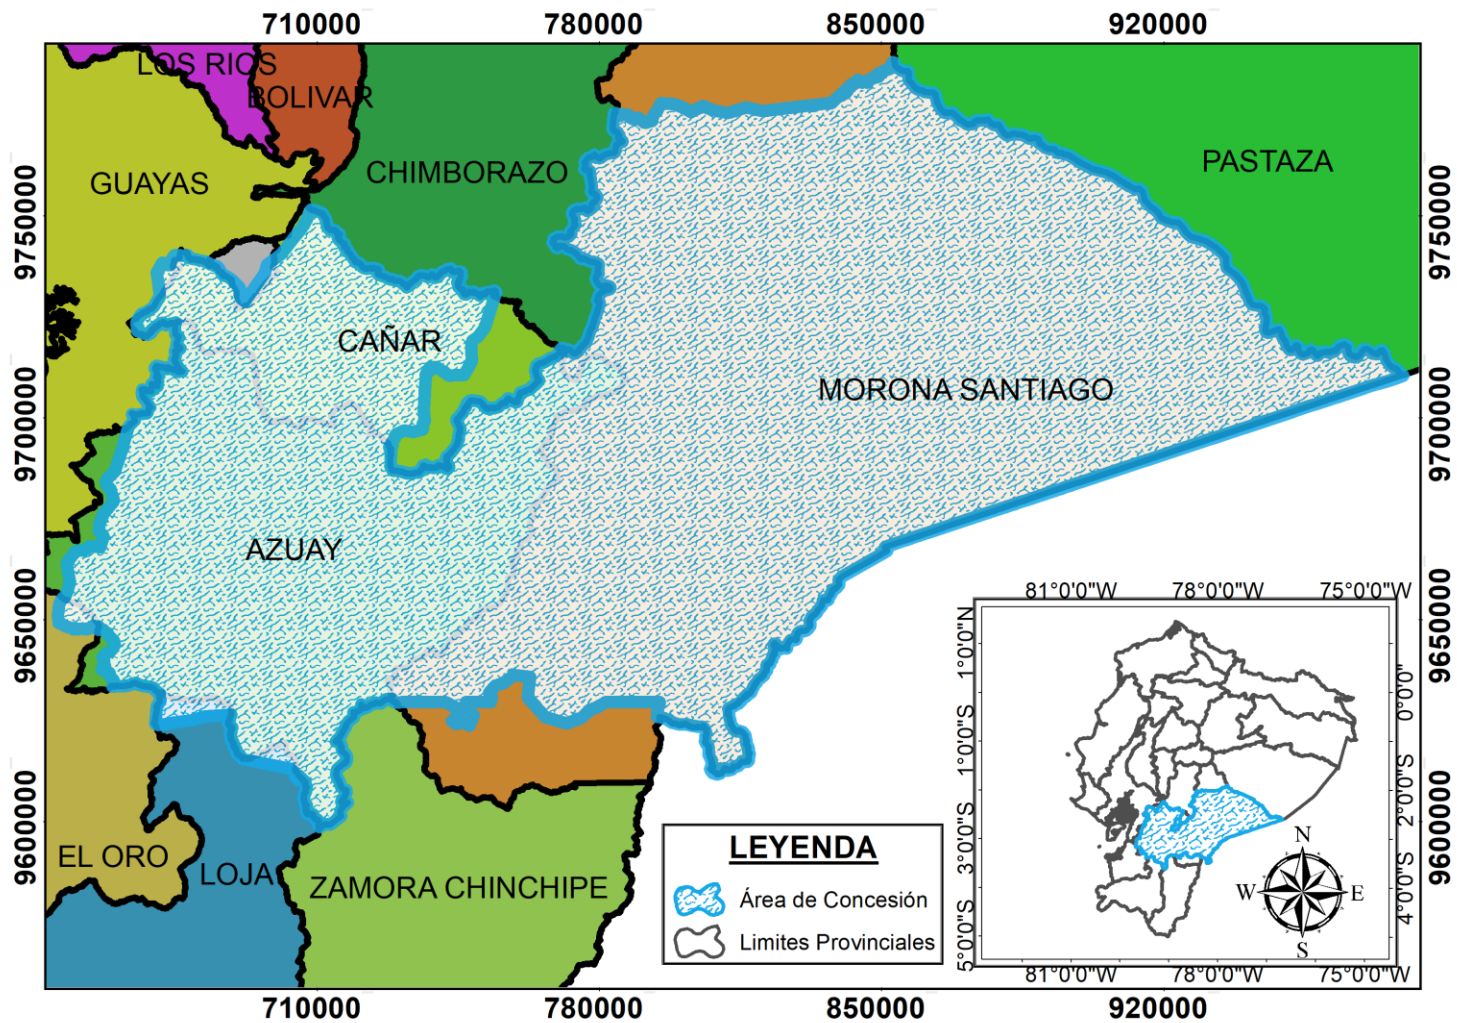 710000 780000 850000 920000
LOS RIOS
BOLIVAR
PASTAZA
CHIMBORAZO
GUAYAS
9750000 9750000
CAÑAR
MORONA SANTIAGO
9700000 9700000
AZUAY
81°0'0"W 78°0'0"W 75°0'0"W
9650000 9650000
1°0'0"N
0°0'0"
1°0'0"S
2°0'0"S
3°0'0"S
4°0'0"S
5°0'0"S
N
W E
S
81°0'0"W 78°0'0"W 75°0'0"W
9600000 9600000
LEYENDA
Área de Concesión
Limites Provinciales
EL ORO
LOJA
ZAMORA CHINCHIPE
710000 780000 850000 920000